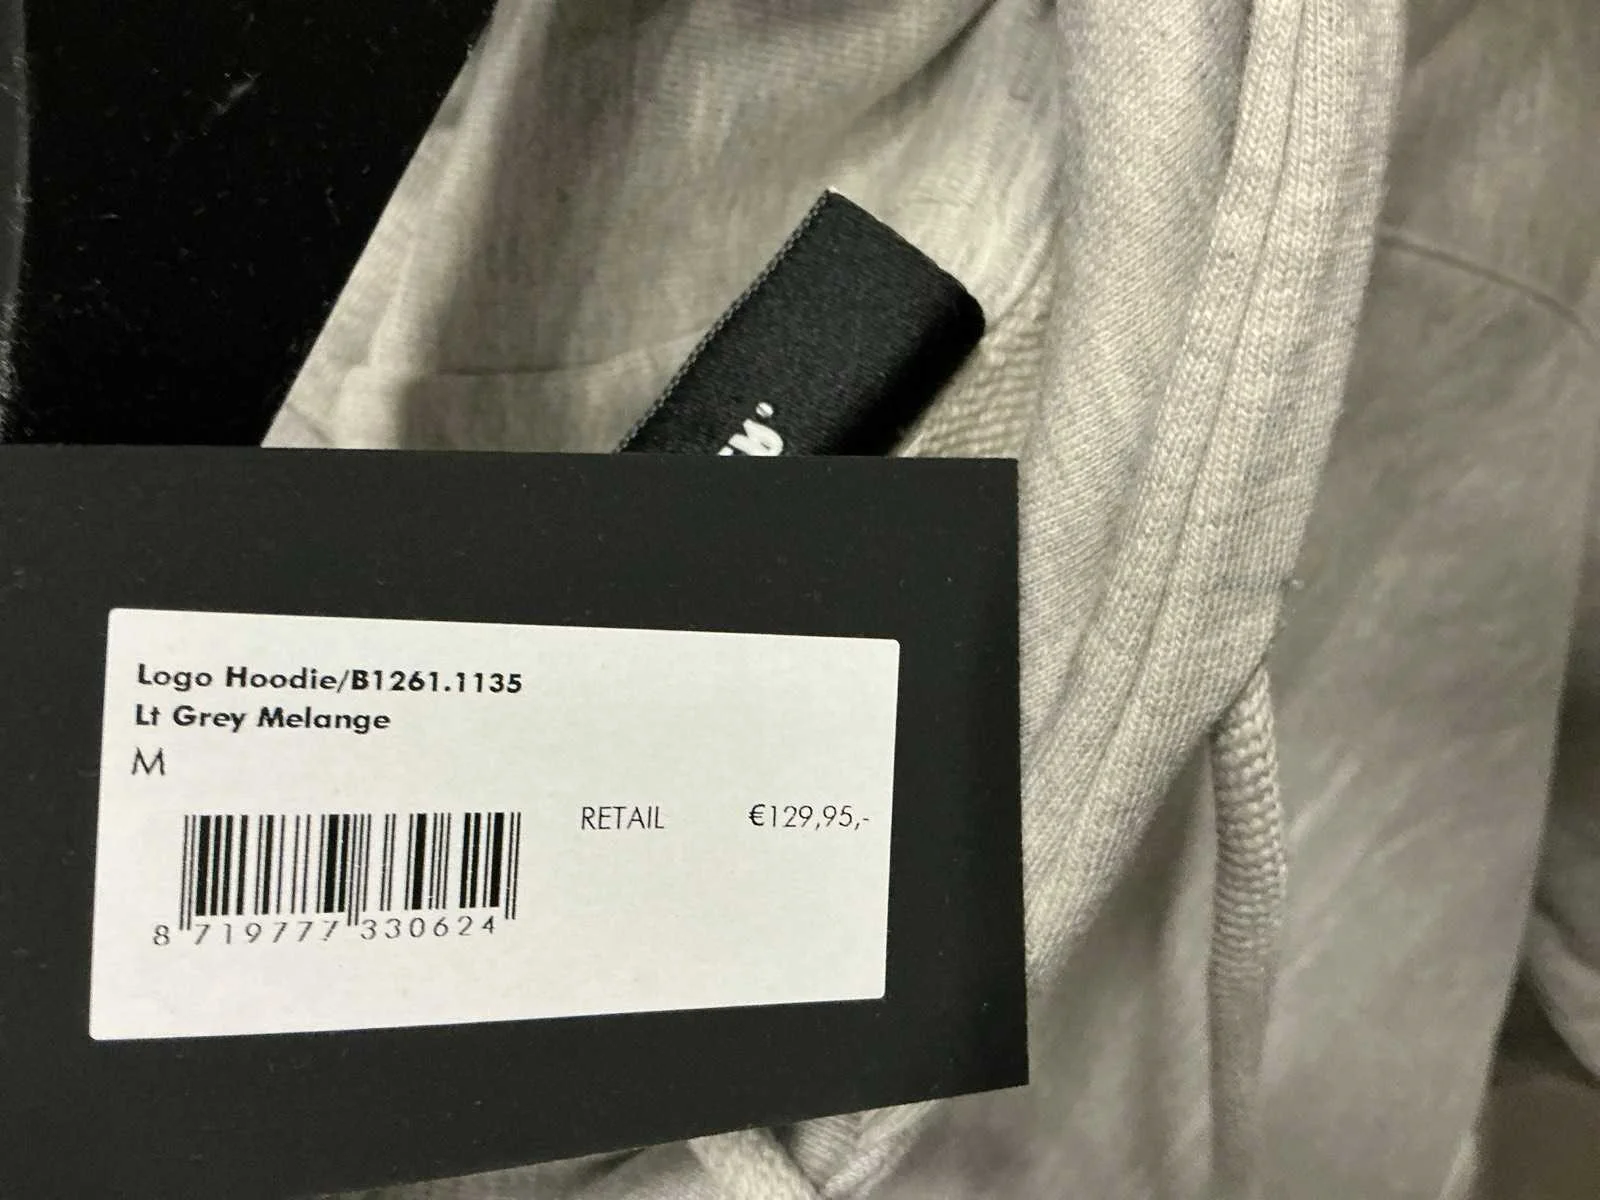 Logo Hoodie/B1261.1135
Lt Grey Melange
M
RETAIL €129,95,-
8 719777 330624